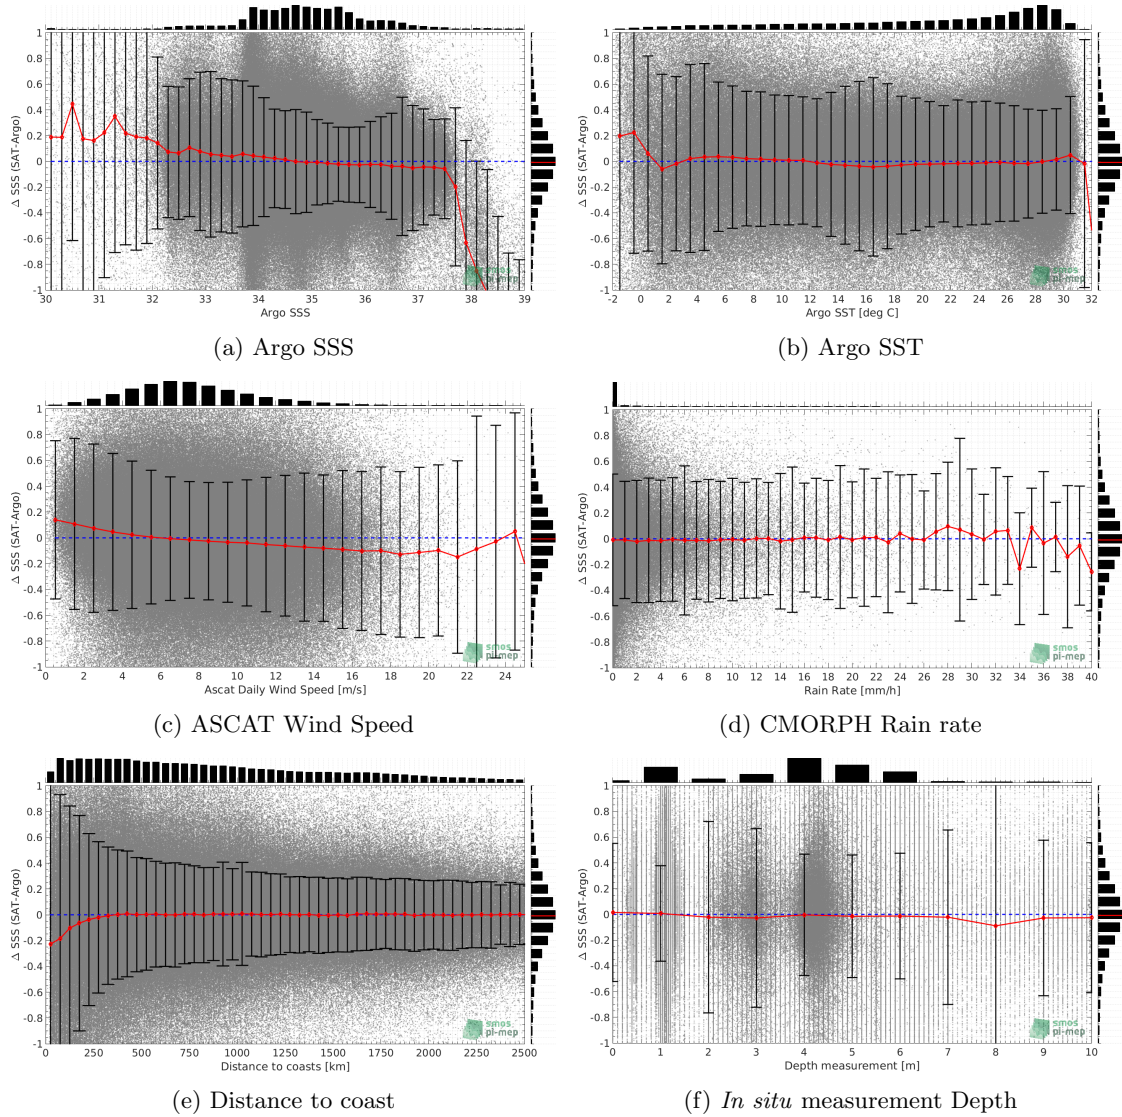 1
0.8
0.6
0.4
0.2
0
-0.2
-0.4
-0.6
-0.8
-1
Δ SSS (SAT-Argo)
30 31 32 33 34 35 36 37 38 39
Argo SSS
smos
pi-mep
(a) Argo SSS
1
0.8
0.6
0.4
0.2
0
-0.2
-0.4
-0.6
-0.8
-1
Δ SSS (SAT-Argo)
-2 0 2 4 6 8 10 12 14 16 18 20 22 24 26 28 30 32
Argo SST [deg C]
smos
pi-mep
(b) Argo SST
1
0.8
0.6
0.4
0.2
0
-0.2
-0.4
-0.6
-0.8
-1
Δ SSS (SAT-Argo)
0 2 4 6 8 10 12 14 16 18 20 22 24
Ascat Daily Wind Speed [m/s]
smos
pi-mep
(c) ASCAT Wind Speed
1
0.8
0.6
0.4
0.2
0
-0.2
-0.4
-0.6
-0.8
-1
Δ SSS (SAT-Argo)
0 2 4 6 8 10 12 14 16 18 20 22 24 26 28 30 32 34 36 38 40
Rain Rate [mm/h]
smos
pi-mep
(d) CMORPH Rain rate
1
0.8
0.6
0.4
0.2
0
-0.2
-0.4
-0.6
-0.8
-1
Δ SSS (SAT-Argo)
0 250 500 750 1000 1250 1500 1750 2000 2250 2500
Distance to coasts [km]
smos
pi-mep
(e) Distance to coast
1
0.8
0.6
0.4
0.2
0
-0.2
-0.4
-0.6
-0.8
-1
Δ SSS (SAT-Argo)
0 1 2 3 4 5 6 7 8 9 10
Depth measurement [m]
smos
pi-mep
(f) In situ measurement Depth